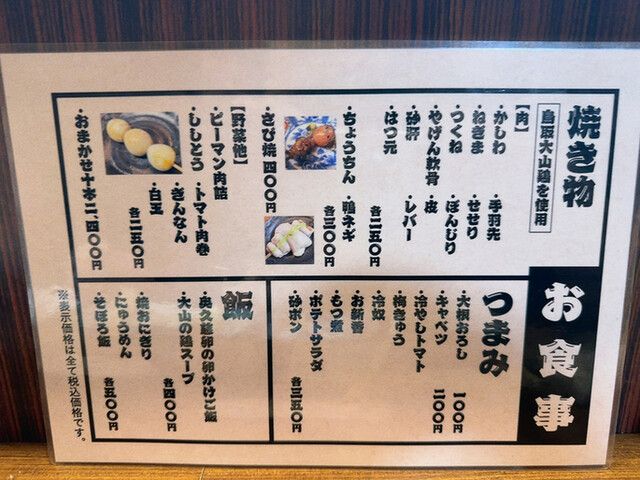 お食事
焼き物
鳥取大山鶏を使用
【肉】
・かしわ
・ねぎま
・つくね
・やげん軟骨
・砂肝
・はつ元
・手羽先
・せせり
・ぼんじり
・皮
・レバー
各二五〇円
・ちょうちん
・鴨ネギ
各三〇〇円
・さび焼 四〇〇円
【野菜他】
・ピーマン肉詰
・ししとう
・トマト肉巻
・ぎんなん
・白玉
各二五〇円
・おまかせ十本 二、四〇〇円
つまみ
・大根おろし 一〇〇円
・キャベツ 二〇〇円
・冷やしトマト
・梅きゅう
・冷奴
・お新香
・もつ煮
・ポテトサラダ
・砂ポン
各三五〇円
飯
・奥久慈卵の卵かけご飯
・大山の鶏スープ
各四〇〇円
・焼おにぎり
・にゅうめん
・そぼろ飯
各五〇〇円
※表示価格は全て税込価格です。